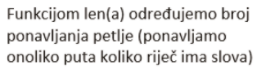 Funkcijom len(a) određujemo broj
ponavljanja petlje (ponavljamo
onoliko puta koliko riječ ima slova)